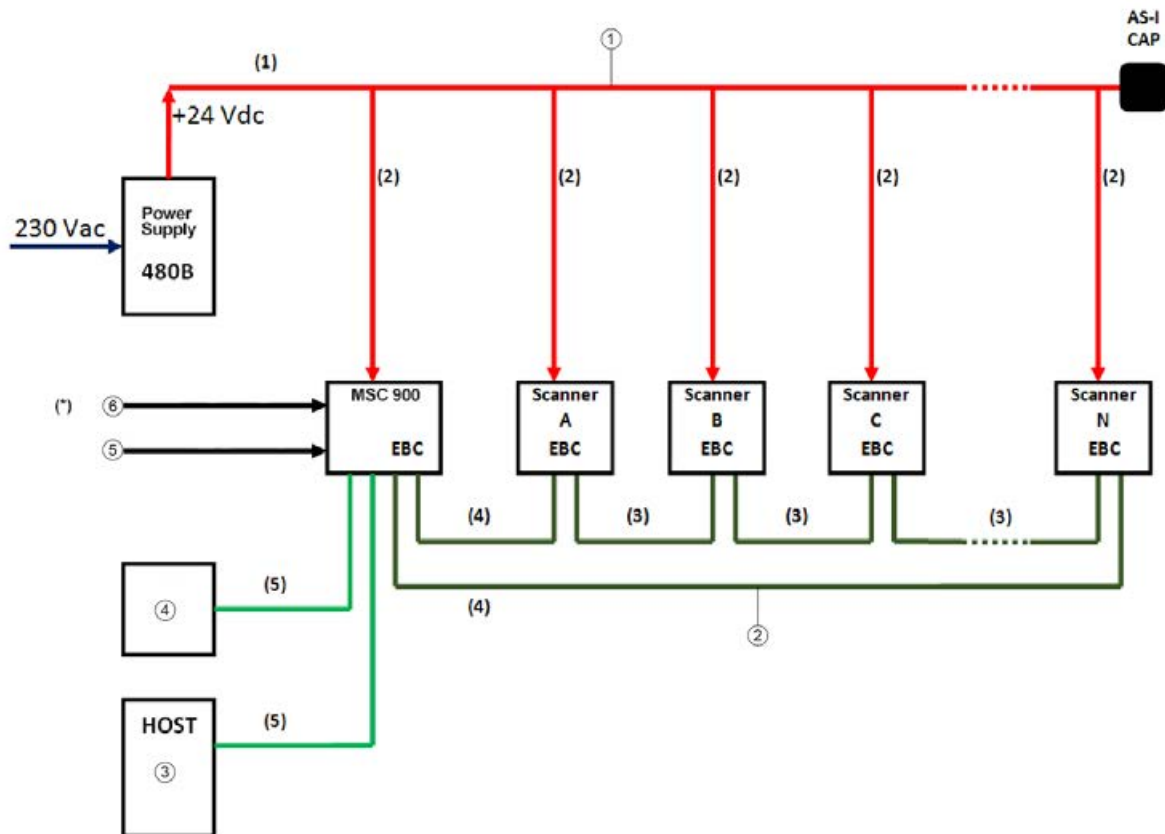 AS-I
CAP
①
(1)
+24 Vdc
(2)
(2)
(2)
(2)
(2)
Power
Supply
480B
230 Vac
(*)
⑥
⑤
MSC 900
EBC
Scanner
A
EBC
Scanner
B
EBC
Scanner
C
EBC
Scanner
N
EBC
(4)
(3)
(3)
(3)
(4)
②
④
(5)
HOST
③
(5)